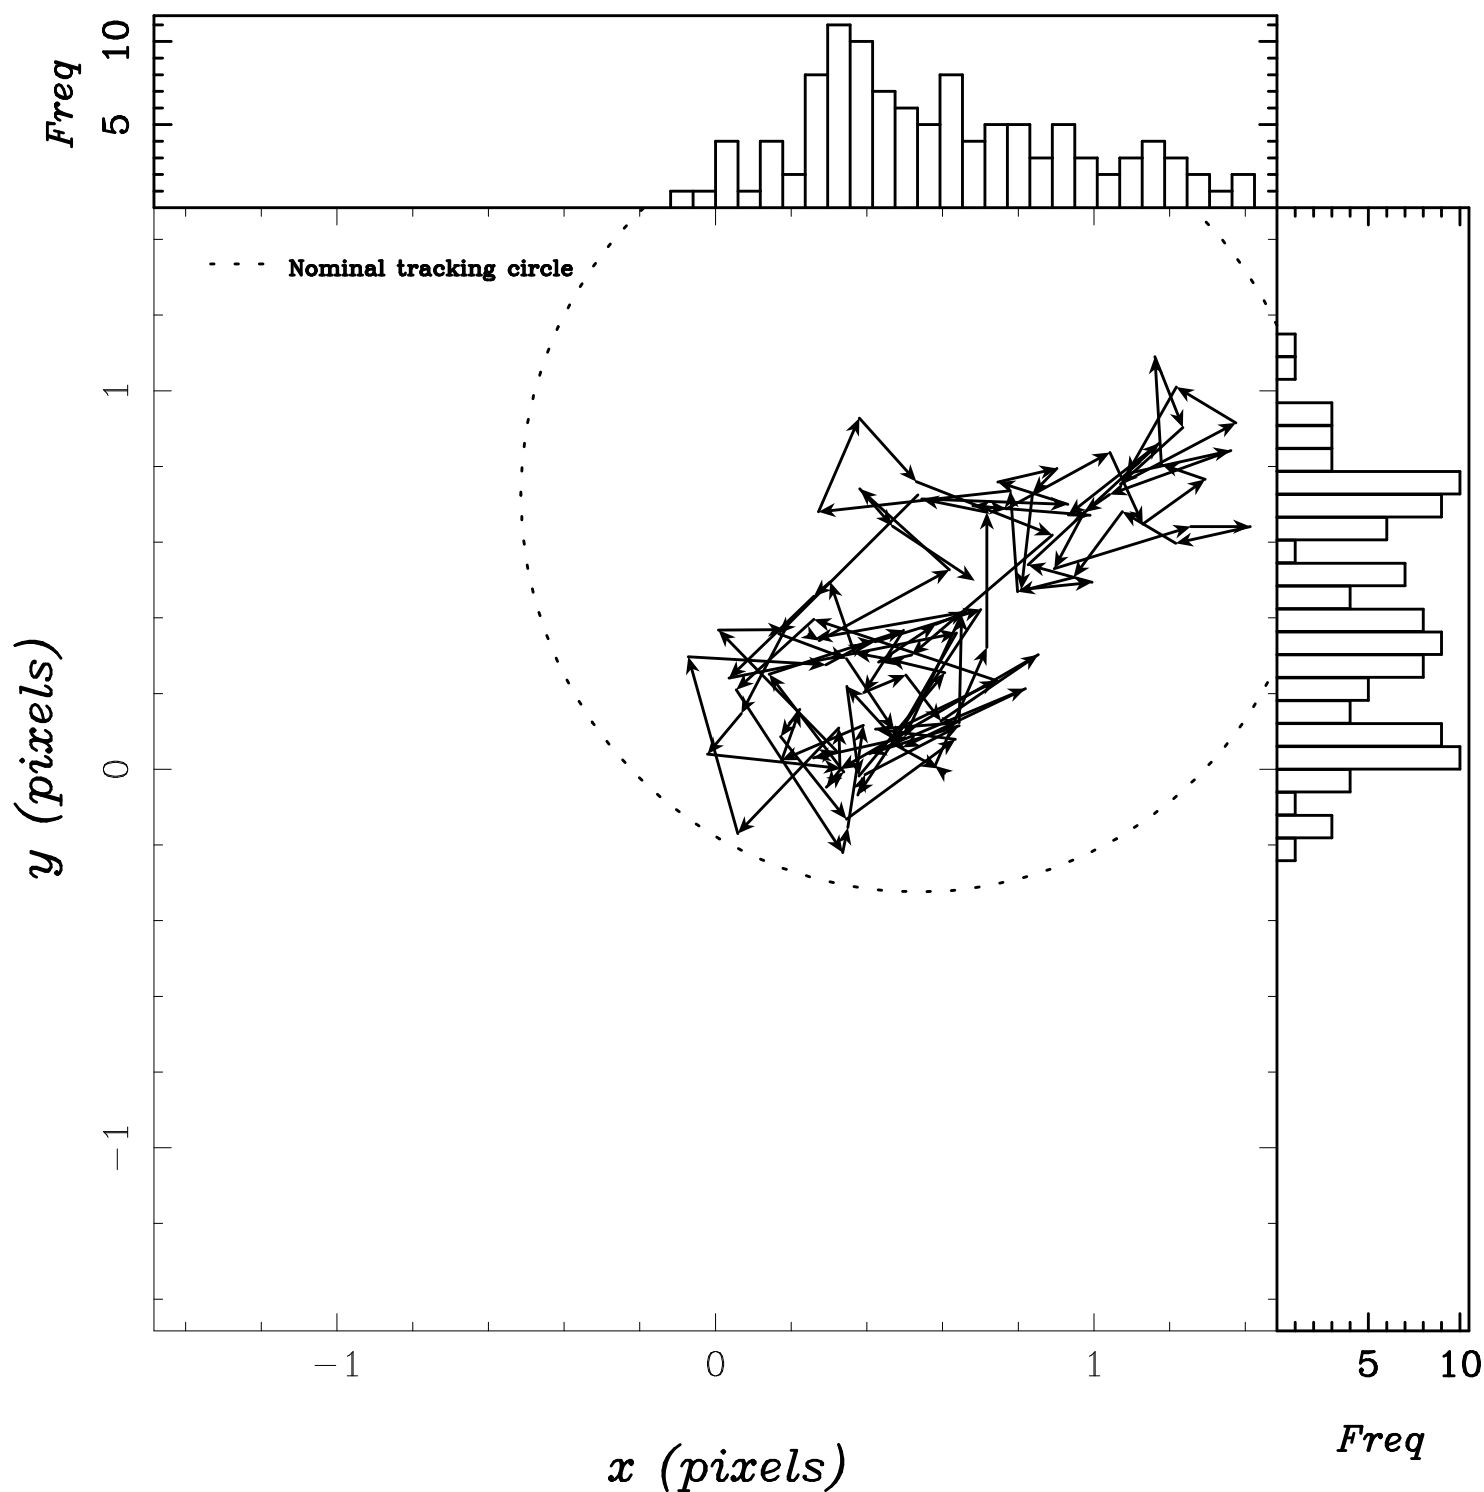 10
5
Freq
Nominal tracking circle
1
0
−1
y (pixels)
−1 0 1
5 10
Freq
x (pixels)